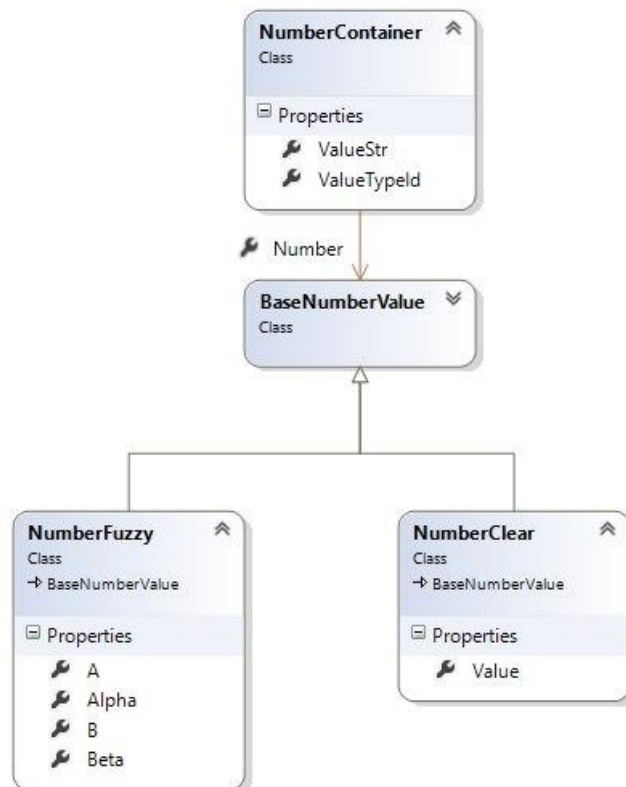 NumberContainer
Class
Properties
ValueStr
ValueTypeId
Number
BaseNumberValue
Class
NumberFuzzy
Class
BaseNumberValue
Properties
A
Alpha
B
Beta
NumberClear
Class
BaseNumberValue
Properties
Value